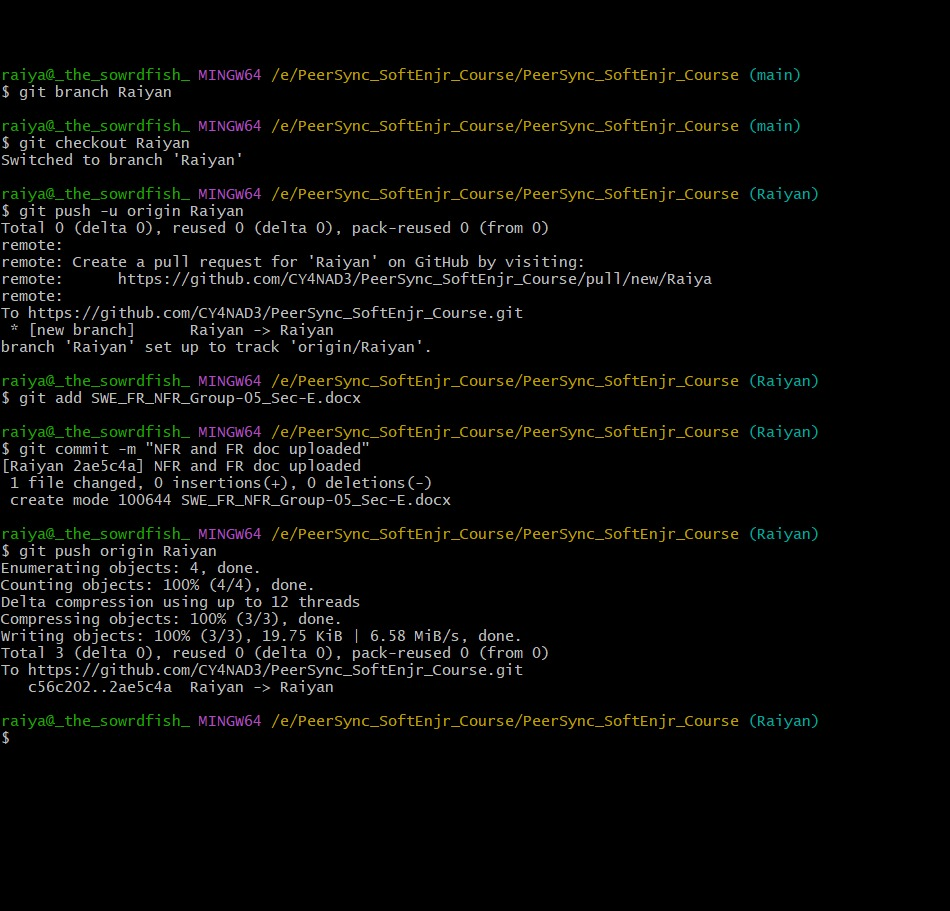 raiya@_the_sowrdfish_ MINGW64 /e/PeerSync_SoftEnjr_Course/PeerSync_SoftEnjr_Course (main)
$ git branch Raiyan
raiya@_the_sowrdfish_ MINGW64 /e/PeerSync_SoftEnjr_Course/PeerSync_SoftEnjr_Course (main)
$ git checkout Raiyan
Switched to branch 'Raiyan'
raiya@_the_sowrdfish_ MINGW64 /e/PeerSync_SoftEnjr_Course/PeerSync_SoftEnjr_Course (Raiyan)
$ git push -u origin Raiyan
Total 0 (delta 0), reused 0 (delta 0), pack-reused 0 (from 0)
remote:
remote: Create a pull request for 'Raiyan' on GitHub by visiting:
remote:      https://github.com/CY4NAD3/PeerSync_SoftEnjr_Course/pull/new/Raiya
remote:
To https://github.com/CY4NAD3/PeerSync_SoftEnjr_Course.git
 * [new branch]      Raiyan -> Raiyan
branch 'Raiyan' set up to track 'origin/Raiyan'.
raiya@_the_sowrdfish_ MINGW64 /e/PeerSync_SoftEnjr_Course/PeerSync_SoftEnjr_Course (Raiyan)
$ git add SWE_FR_NFR_Group-05_Sec-E.docx
raiya@_the_sowrdfish_ MINGW64 /e/PeerSync_SoftEnjr_Course/PeerSync_SoftEnjr_Course (Raiyan)
$ git commit -m "NFR and FR doc uploaded"
[Raiyan 2ae5c4a] NFR and FR doc uploaded
 1 file changed, 0 insertions(+), 0 deletions(-)
 create mode 100644 SWE_FR_NFR_Group-05_Sec-E.docx
raiya@_the_sowrdfish_ MINGW64 /e/PeerSync_SoftEnjr_Course/PeerSync_SoftEnjr_Course (Raiyan)
$ git push origin Raiyan
Enumerating objects: 4, done.
Counting objects: 100% (4/4), done.
Delta compression using up to 12 threads
Compressing objects: 100% (3/3), done.
Writing objects: 100% (3/3), 19.75 KiB | 6.58 MiB/s, done.
Total 3 (delta 0), reused 0 (delta 0), pack-reused 0 (from 0)
To https://github.com/CY4NAD3/PeerSync_SoftEnjr_Course.git
   c56c202..2ae5c4a  Raiyan -> Raiyan
raiya@_the_sowrdfish_ MINGW64 /e/PeerSync_SoftEnjr_Course/PeerSync_SoftEnjr_Course (Raiyan)
$